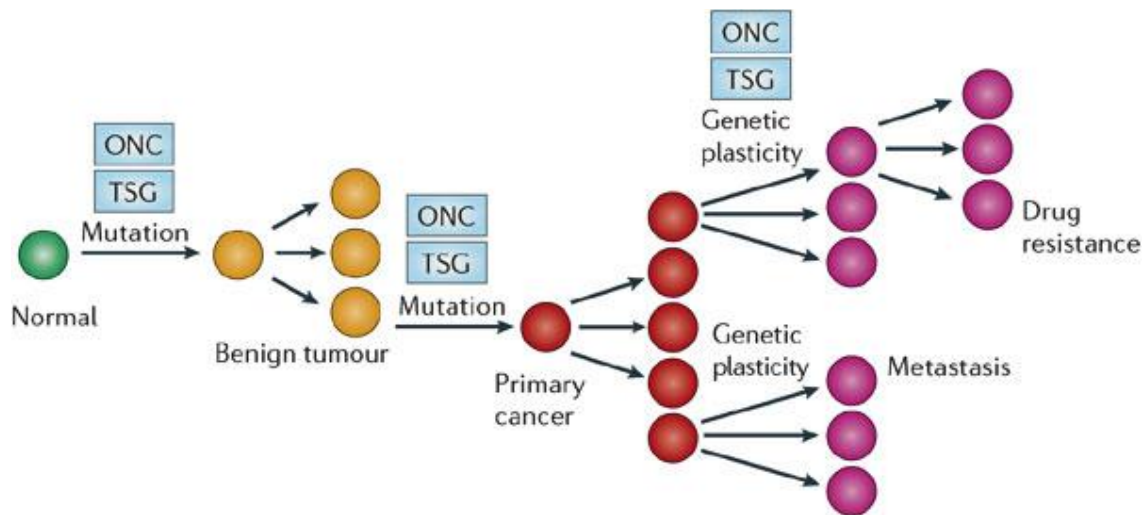 ONC
TSG
Mutation
Normal
Benign tumour
ONC
TSG
Mutation
Primary
cancer
ONC
TSG
Genetic
plasticity
Drug
resistance
Genetic
plasticity
Metastasis